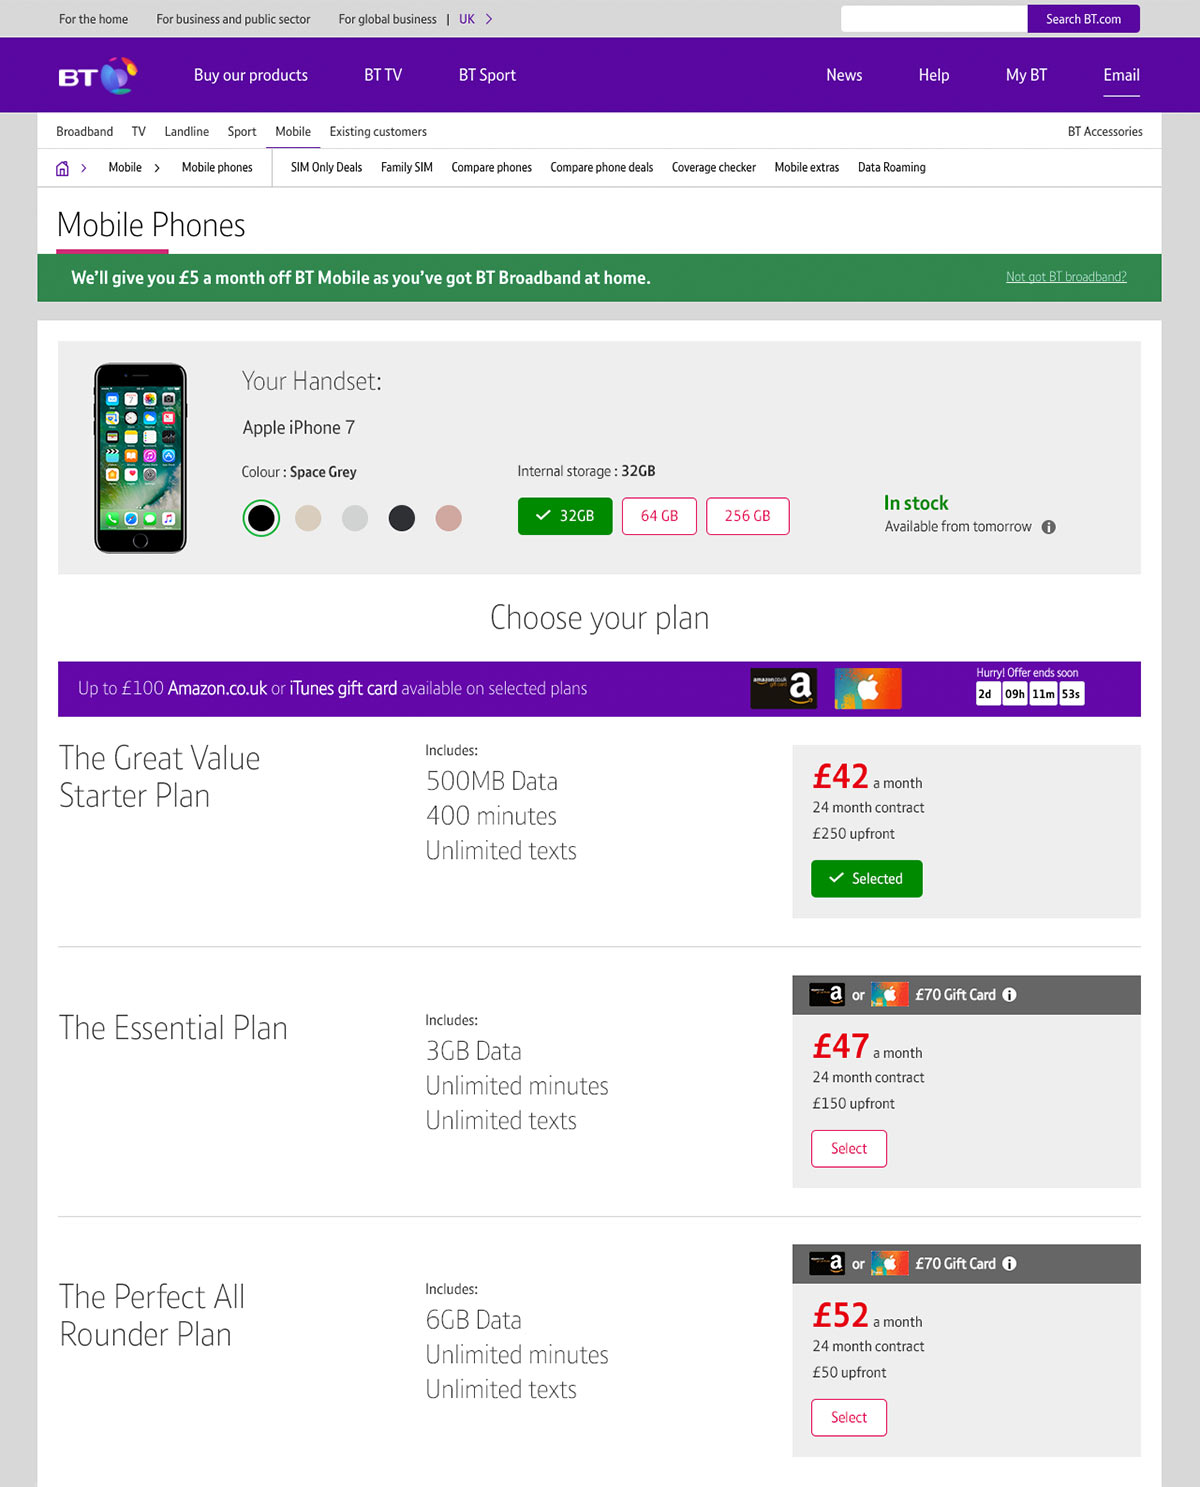 For the home For business and public sector For global business | UK Search BT.com
BT Buy our products BT TV BT Sport News Help My BT Email
Broadband TV Landline Sport Mobile Existing customers BT Accessories
Mobile Mobile phones SIM Only Deals Family SIM Compare phones Compare phone deals Coverage checker Mobile extras Data Roaming
Mobile Phones
We'll give you £5 a month off BT Mobile as you've got BT Broadband at home. Not got BT broadband?
Your Handset:
Apple iPhone 7
Colour : Space Grey Internal storage : 32GB
32GB 64 GB 256 GB
In stock
Available from tomorrow
Choose your plan
Up to £100 Amazon.co.uk or iTunes gift card available on selected plans
Hurry! Offer ends soon
2d 09h 11m 53s
The Great Value
Starter Plan
Includes:
500MB Data
400 minutes
Unlimited texts
£42 a month
24 month contract
£250 upfront
Selected
or £70 Gift Card
The Essential Plan
Includes:
3GB Data
Unlimited minutes
Unlimited texts
£47 a month
24 month contract
£150 upfront
Select
or £70 Gift Card
The Perfect All
Rounder Plan
Includes:
6GB Data
Unlimited minutes
Unlimited texts
£52 a month
24 month contract
£50 upfront
Select